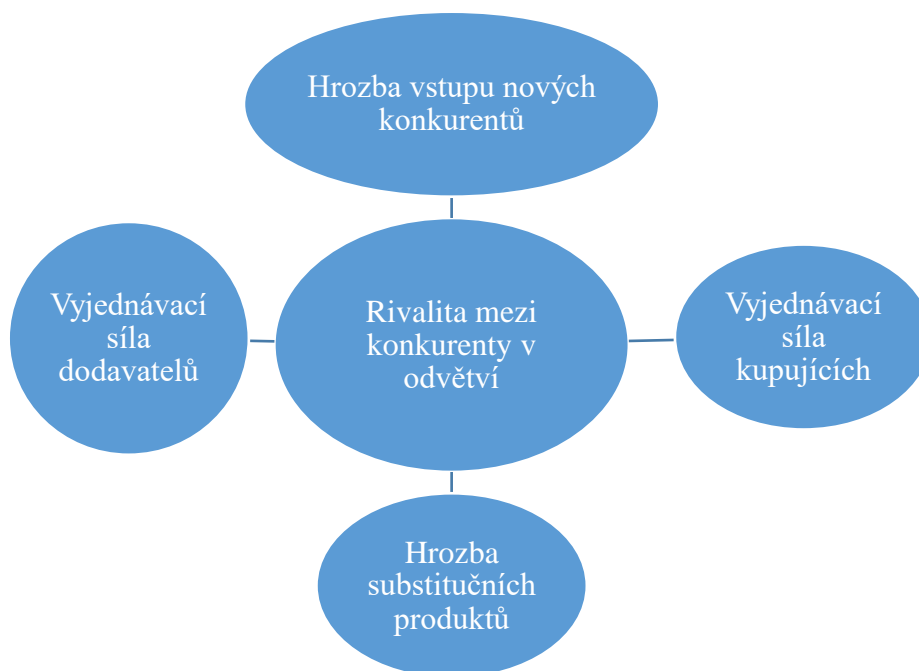 Hrozba vstupu nových
konkurentů
Vyjednávací
síla
dodavatelů
Rivalita mezi
konkurenty v
odvětví
Vyjednávací
síla
kupujících
Hrozba
substitučních
produktů